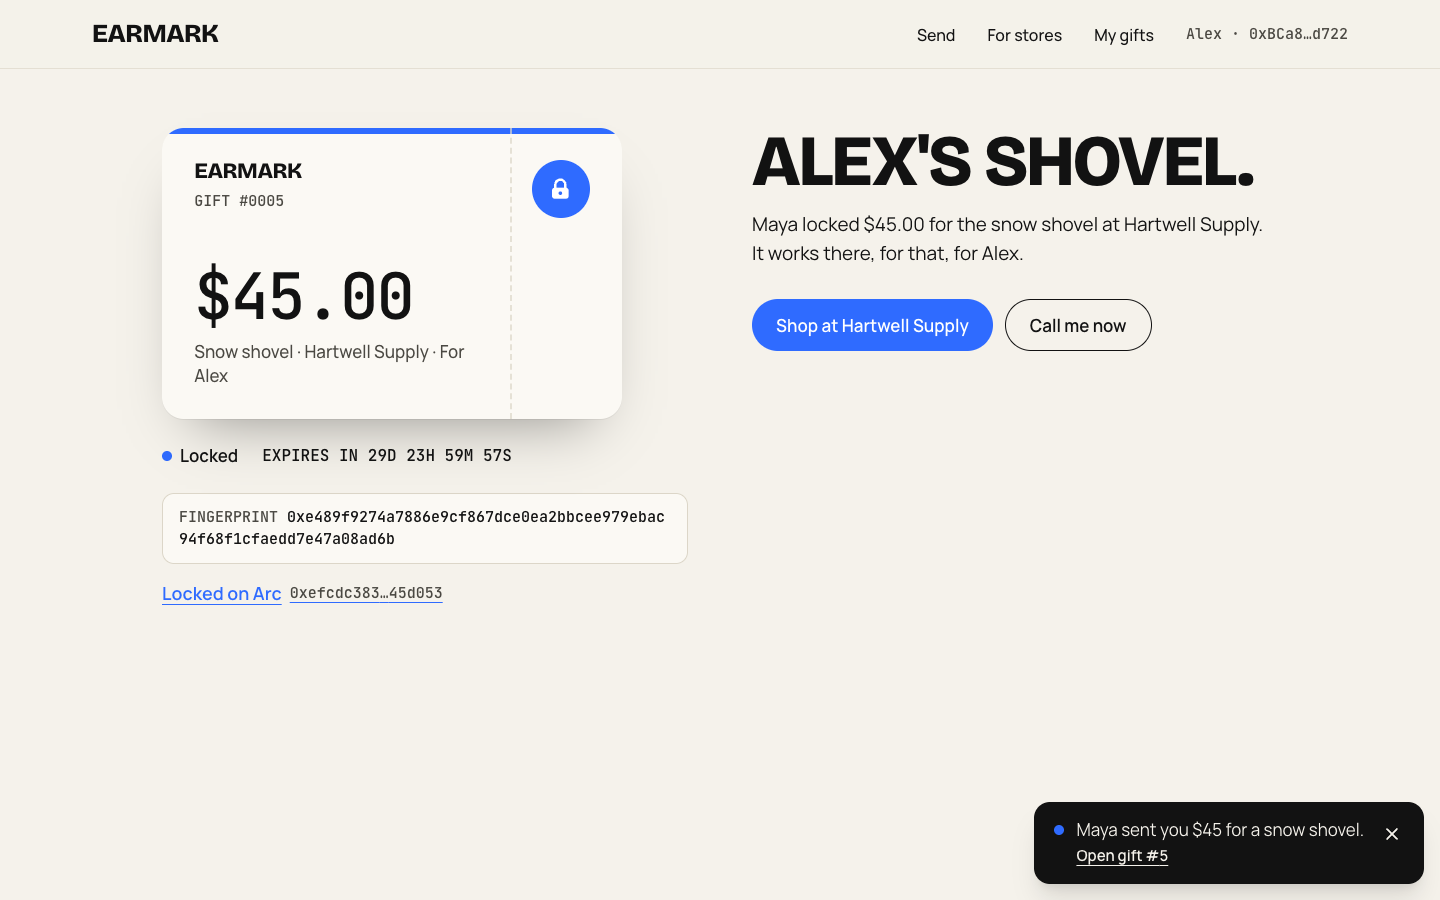 EARMARK
Send
For stores
My gifts
Alex · 0xBCa8…d722
EARMARK
GIFT #0005
$45.00
Snow shovel · Hartwell Supply · For
Alex
Locked
EXPIRES IN 29D 23H 59M 57S
FINGERPRINT 0xe489f9274a7886e9cf867dce0ea2bbcee979ebac
94f68f1cfaedd7e47a08ad6b
Locked on Arc 0xefcdc383…45d053
ALEX'S SHOVEL.
Maya locked $45.00 for the snow shovel at Hartwell Supply.
It works there, for that, for Alex.
Shop at Hartwell Supply
Call me now
Maya sent you $45 for a snow shovel.
Open gift #5